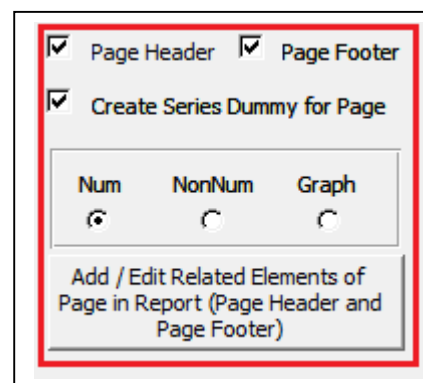 Page Header Page Footer
Create Series Dummy for Page
Num NonNum Graph
Add / Edit Related Elements of
Page in Report (Page Header and
Page Footer)